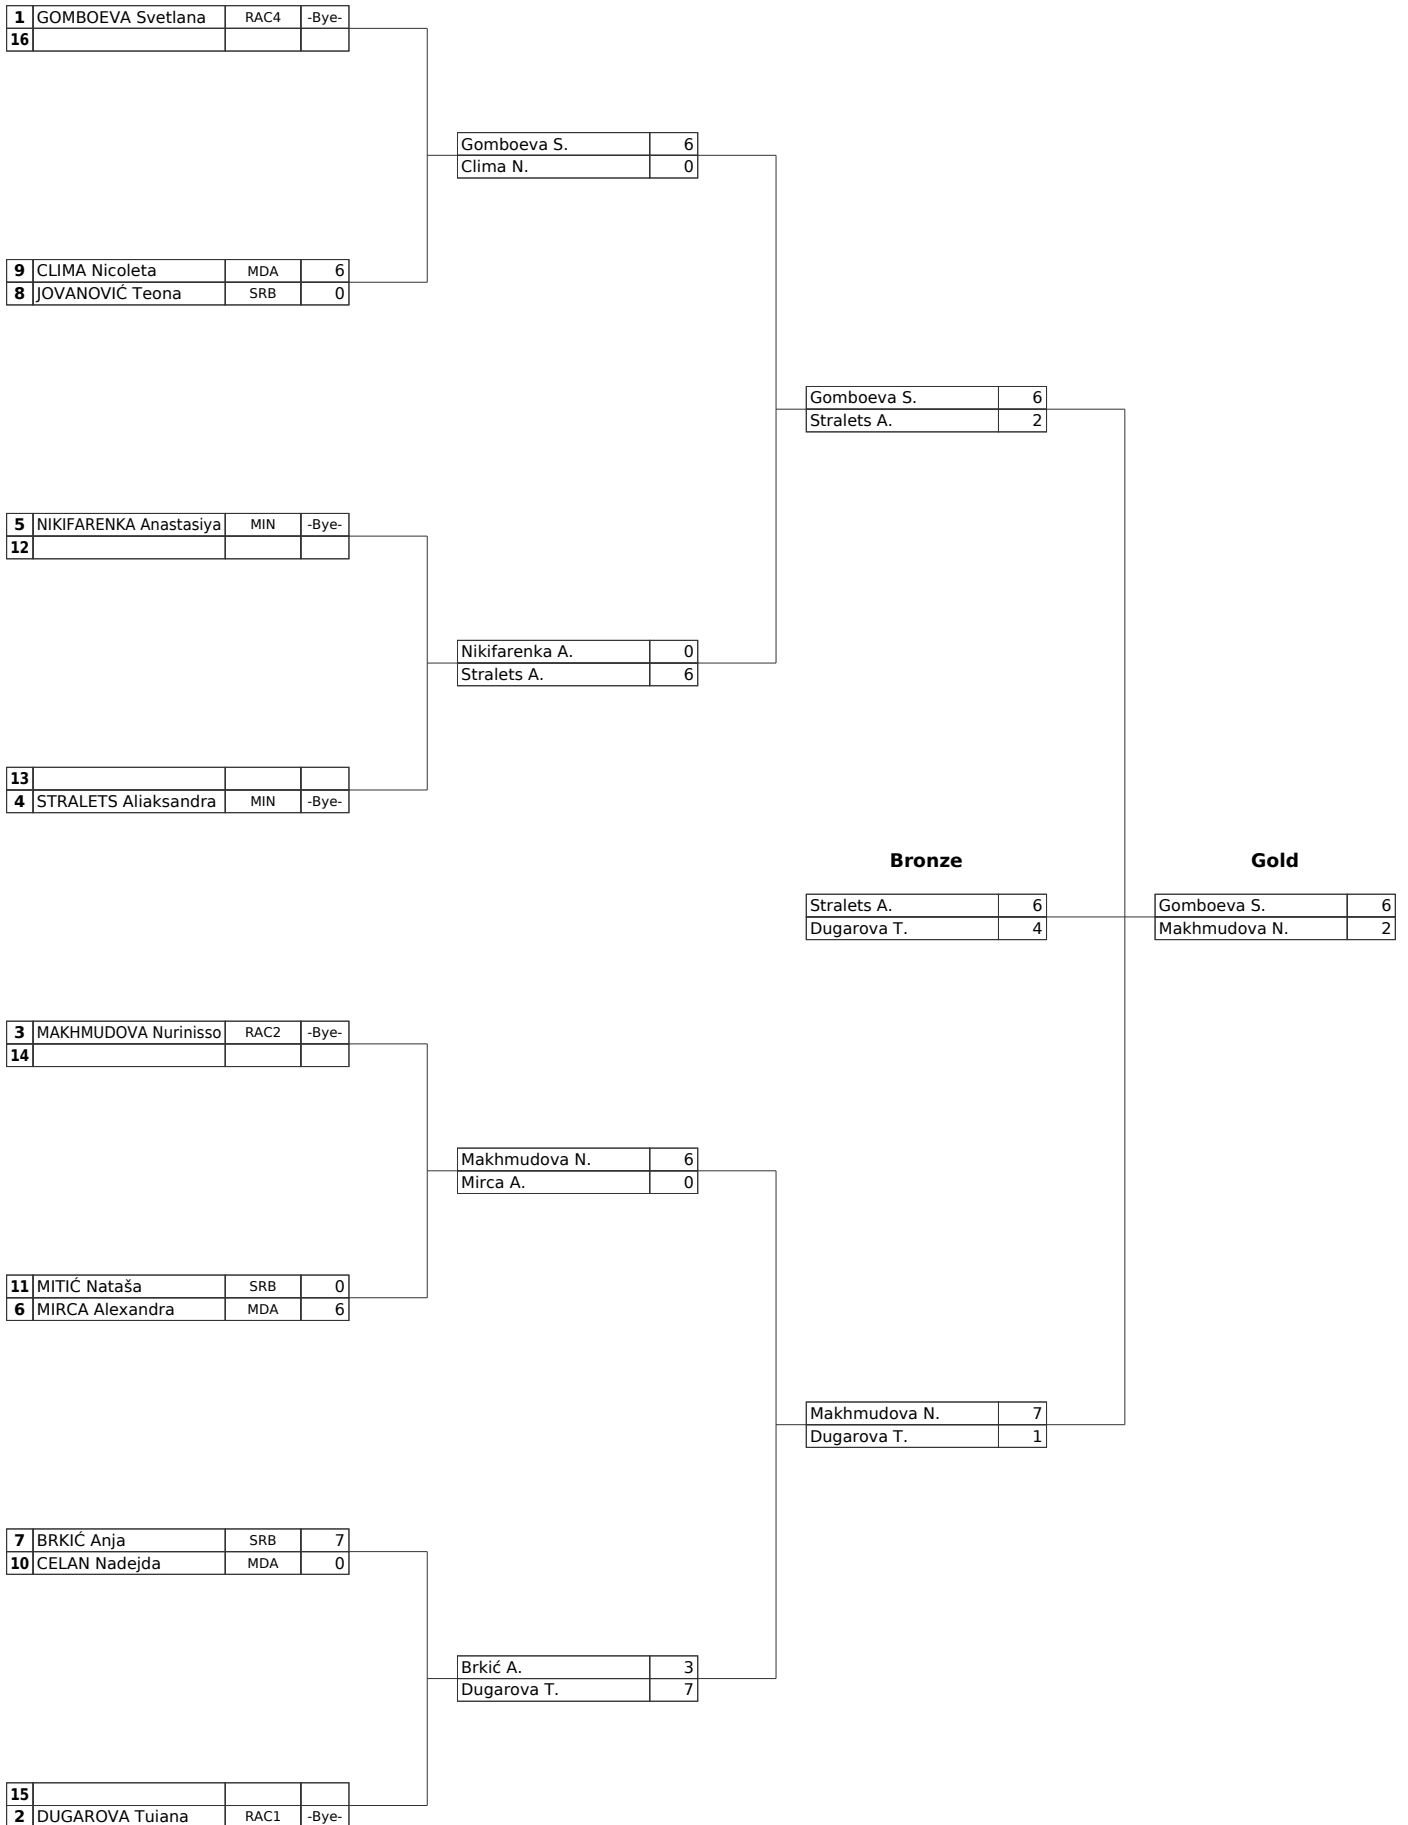 1 GOMBOEVA Svetlana RAC4 -Bye-
16
Gomboeva S. 6
Clima N. 0
9 CLIMA Nicoleta MDA 6
8 JOVANOVIĆ Teona SRB 0
Gomboeva S. 6
Stralets A. 2
5 NIKIFARENKA Anastasiya MIN -Bye-
12
Nikifarenka A. 0
Stralets A. 6
13
4 STRALETS Aliaksandra MIN -Bye-
Bronze Gold
Stralets A. 6 Gomboeva S. 6
Dugarova T. 4 Makhmudova N. 2
3 MAKHMUDOVA Nurinisso RAC2 -Bye-
14
Makhmudova N. 6
Mirca A. 0
11 MITIĆ Nataša SRB 0
6 MIRCA Alexandra MDA 6
Makhmudova N. 7
Dugarova T. 1
7 BRKIĆ Anja SRB 7
10 CELAN Nadejda MDA 0
Brkić A. 3
Dugarova T. 7
15
2 DUGAROVA Tuiana RAC1 -Bye-